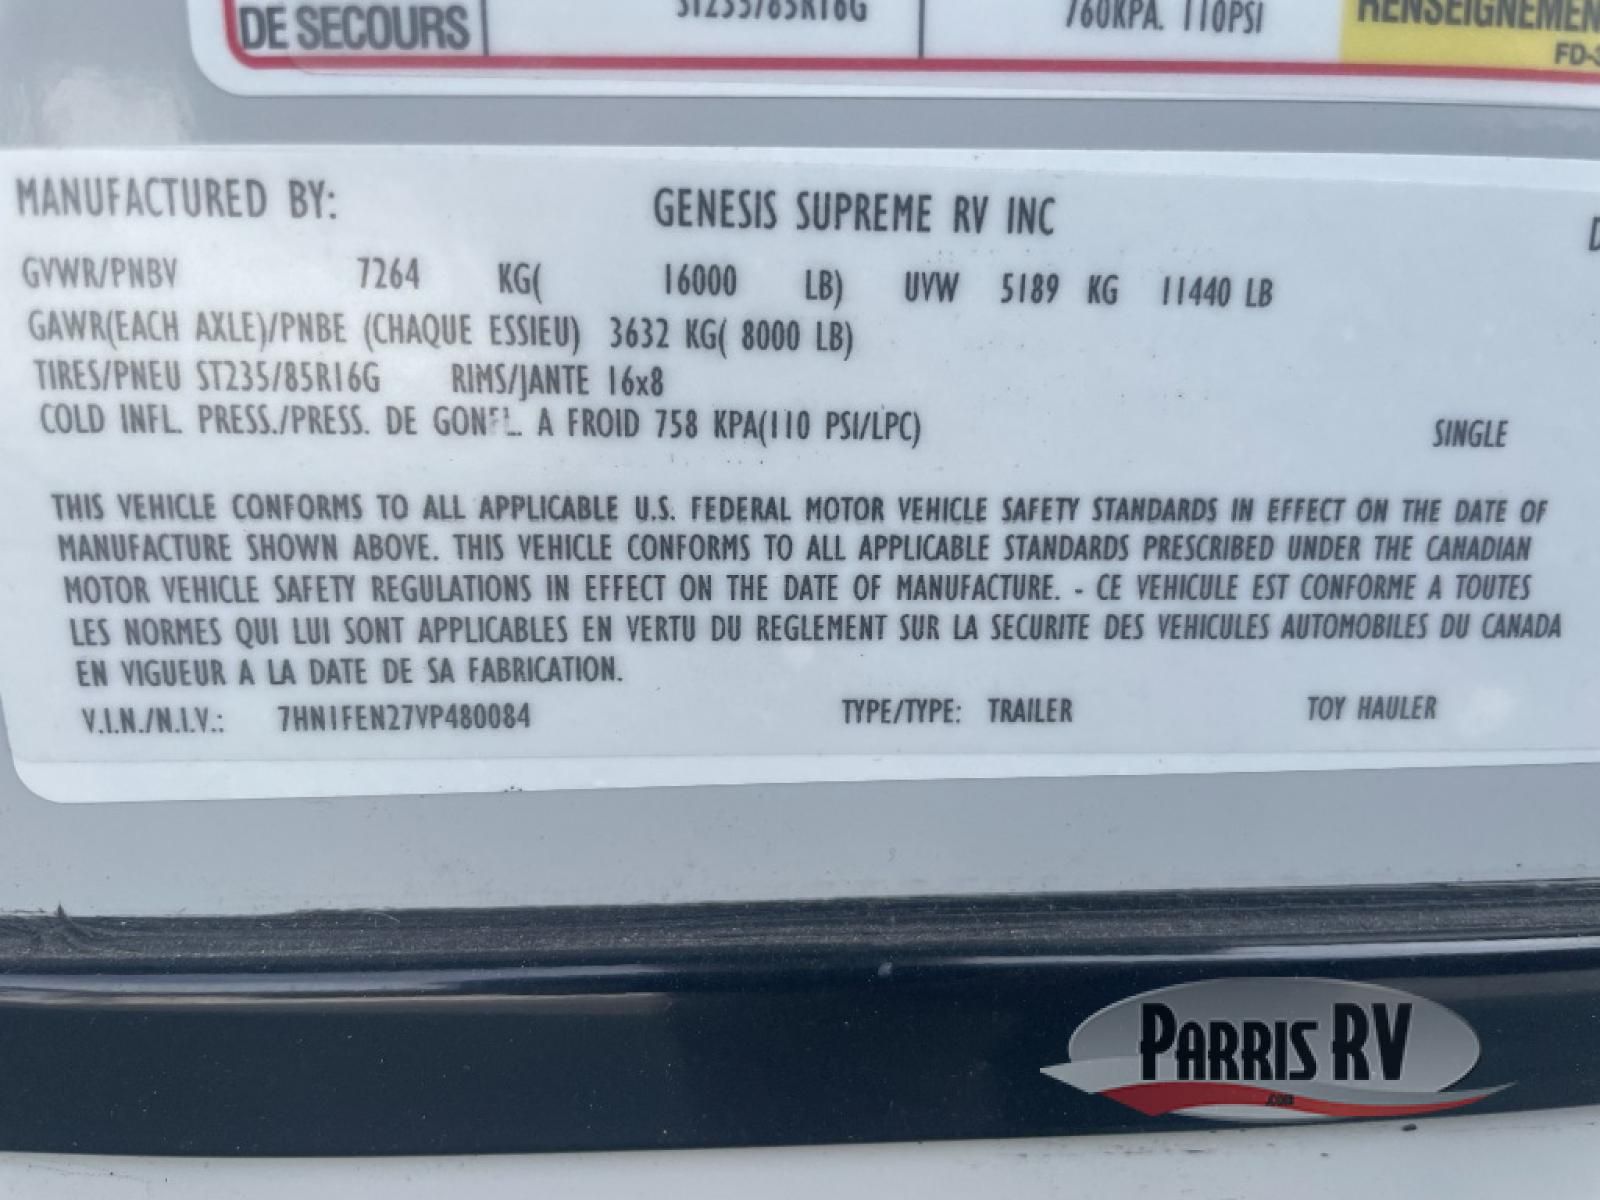 DE SECOURS ST235/85R16G 760KPA. 110PSI
FD-3
MANUFACTURED BY: GENESIS SUPREME RV INC
GVWR/PNBV 7264 KG( 16000 LB) UVW 5189 KG 11440 LB
GAWR(EACH AXLE)/PNBE (CHAQUE ESSIEU) 3632 KG( 8000 LB)
TIRES/PNEU ST235/85R16G RIMS/JANTE 16x8
COLD INFL. PRESS./PRESS. DE GONFL. A FROID 758 KPA(110 PSI/LPC) SINGLE
THIS VEHICLE CONFORMS TO ALL APPLICABLE U.S. FEDERAL MOTOR VEHICLE SAFETY STANDARDS IN EFFECT ON THE DATE OF
MANUFACTURE SHOWN ABOVE. THIS VEHICLE CONFORMS TO ALL APPLICABLE STANDARDS PRESCRIBED UNDER THE CANADIAN
MOTOR VEHICLE SAFETY REGULATIONS IN EFFECT ON THE DATE OF MANUFACTURE. - CE VEHICULE EST CONFORME A TOUTES
LES NORMES QUI LUI SONT APPLICABLES EN VERTU DU REGLEMENT SUR LA SECURITE DES VEHICULES AUTOMOBILES DU CANADA
EN VIGUEUR A LA DATE DE SA FABRICATION.
V.I.N./N.I.V.: 7HN1FEN27VP480084 TYPE/TYPE: TRAILER TOY HAULER
PARRIS RV
.com